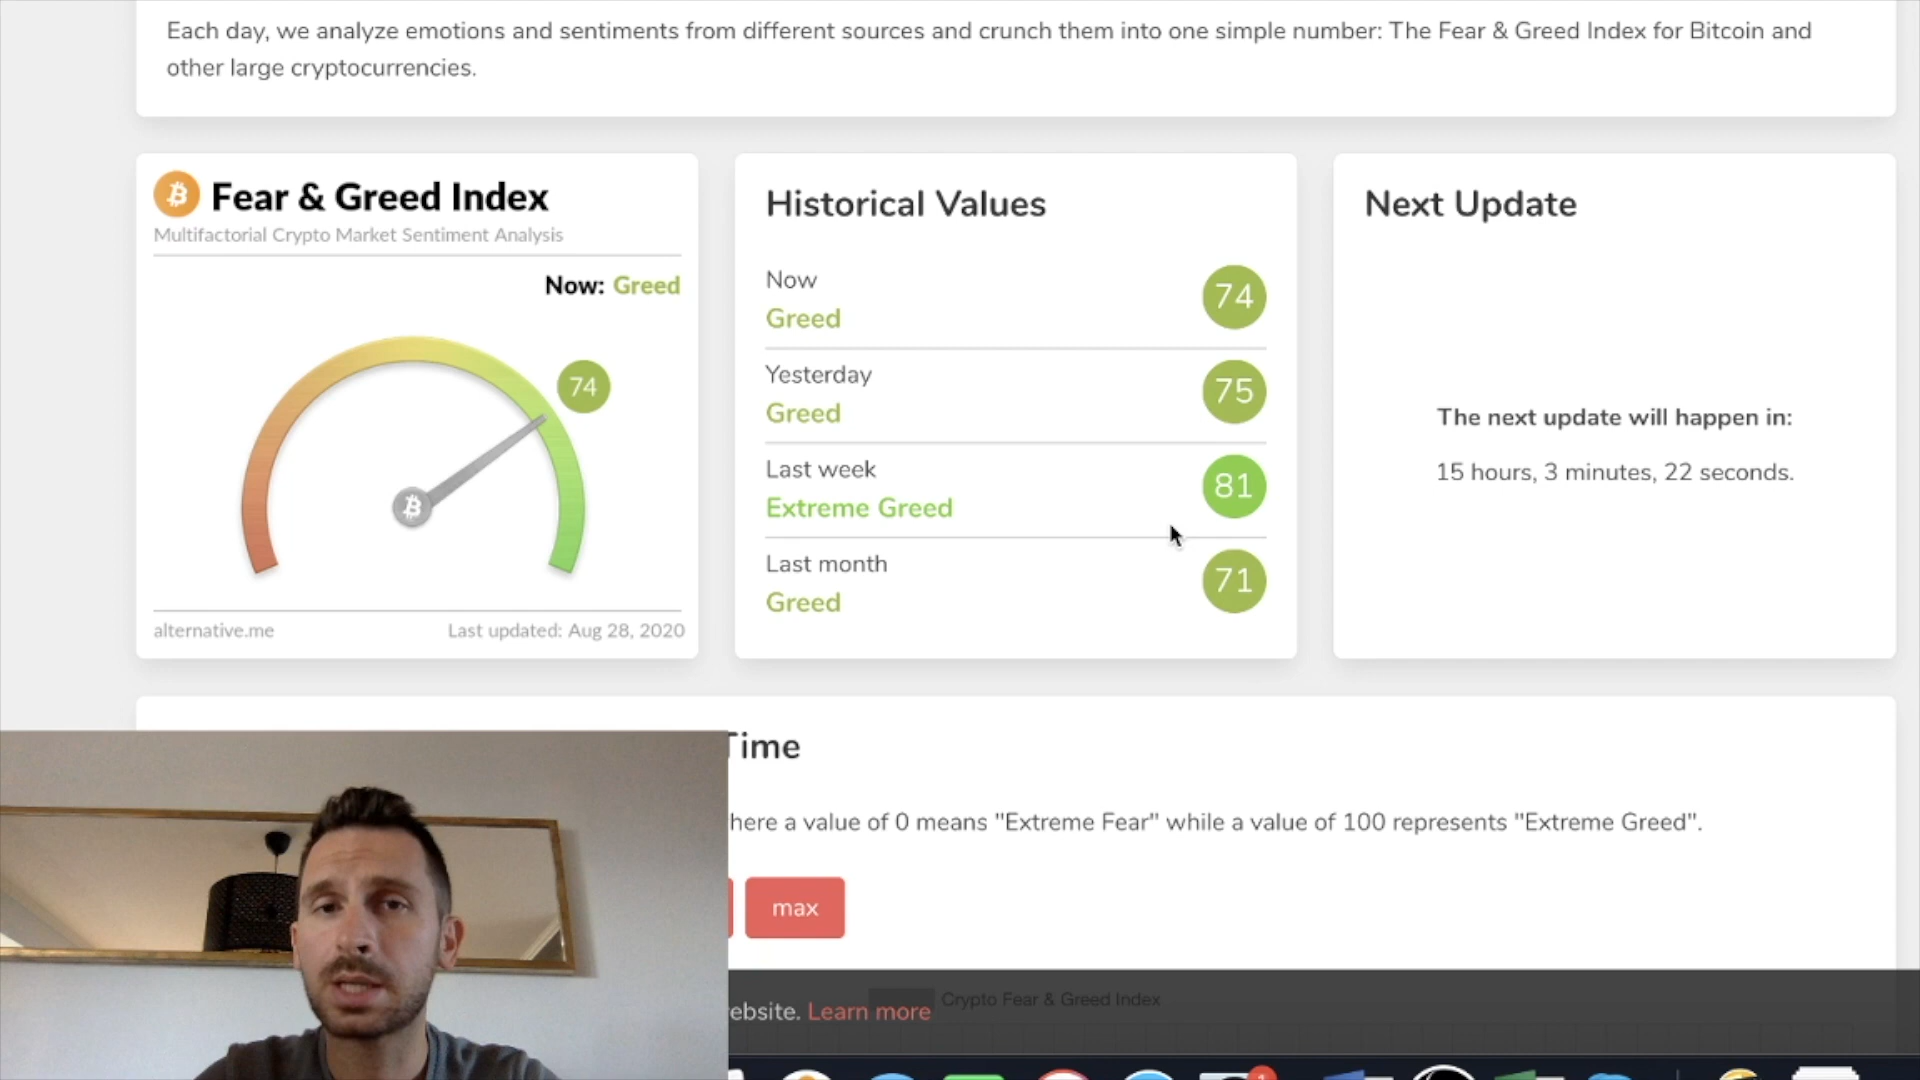 Each day, we analyze emotions and sentiments from different sources and crunch them into one simple number: The Fear & Greed Index for Bitcoin and
other large cryptocurrencies.
Fear & Greed Index
Multifactorial Crypto Market Sentiment Analysis
Now: Greed
74
alternative.me
Last updated: Aug 28, 2020
Historical Values
Now
Greed
74
Yesterday
Greed
75
Last week
Extreme Greed
81
Last month
Greed
71
Next Update
The next update will happen in:
15 hours, 3 minutes, 22 seconds.
Time
here a value of 0 means "Extreme Fear" while a value of 100 represents "Extreme Greed".
max
ebsite. Learn more
Crypto Fear & Greed Index
1